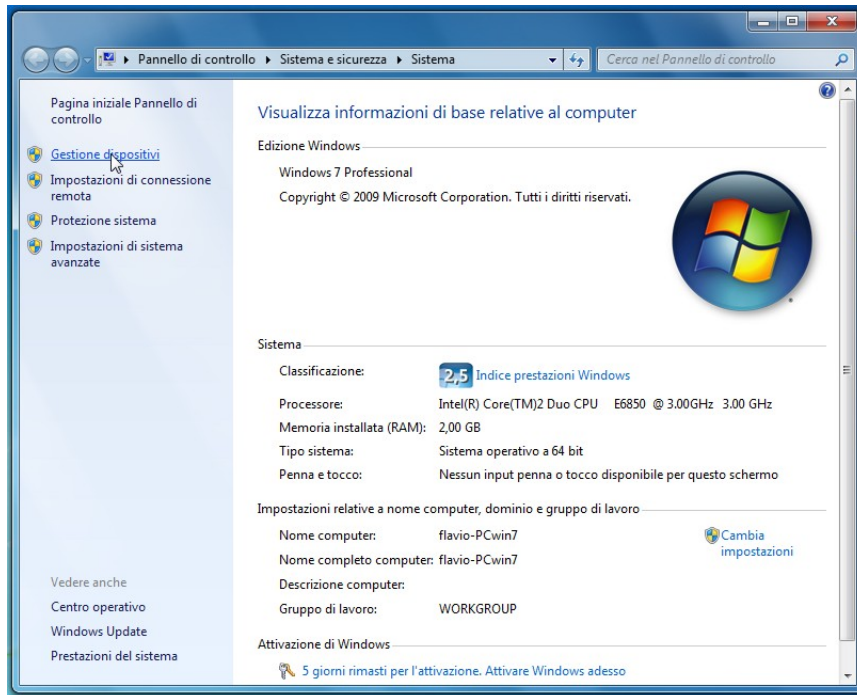 Pannello di controllo ▸ Sistema e sicurezza ▸ Sistema
Cerca nel Pannello di controllo
Pagina iniziale Pannello di
controllo
Gestione dispositivi
Impostazioni di connessione
remota
Protezione sistema
Impostazioni di sistema
avanzate
Vedere anche
Centro operativo
Windows Update
Prestazioni del sistema
Visualizza informazioni di base relative al computer
Edizione Windows
Windows 7 Professional
Copyright © 2009 Microsoft Corporation. Tutti i diritti riservati.
Sistema
Classificazione: 2,5 Indice prestazioni Windows
Processore: Intel(R) Core(TM)2 Duo CPU E6850 @ 3.00GHz 3.00 GHz
Memoria installata (RAM): 2,00 GB
Tipo sistema: Sistema operativo a 64 bit
Penna e tocco: Nessun input penna o tocco disponibile per questo schermo
Impostazioni relative a nome computer, dominio e gruppo di lavoro
Nome computer: flavio-PCwin7
Cambia
impostazioni
Nome completo computer: flavio-PCwin7
Descrizione computer:
Gruppo di lavoro: WORKGROUP
Attivazione di Windows
5 giorni rimasti per l'attivazione. Attivare Windows adesso